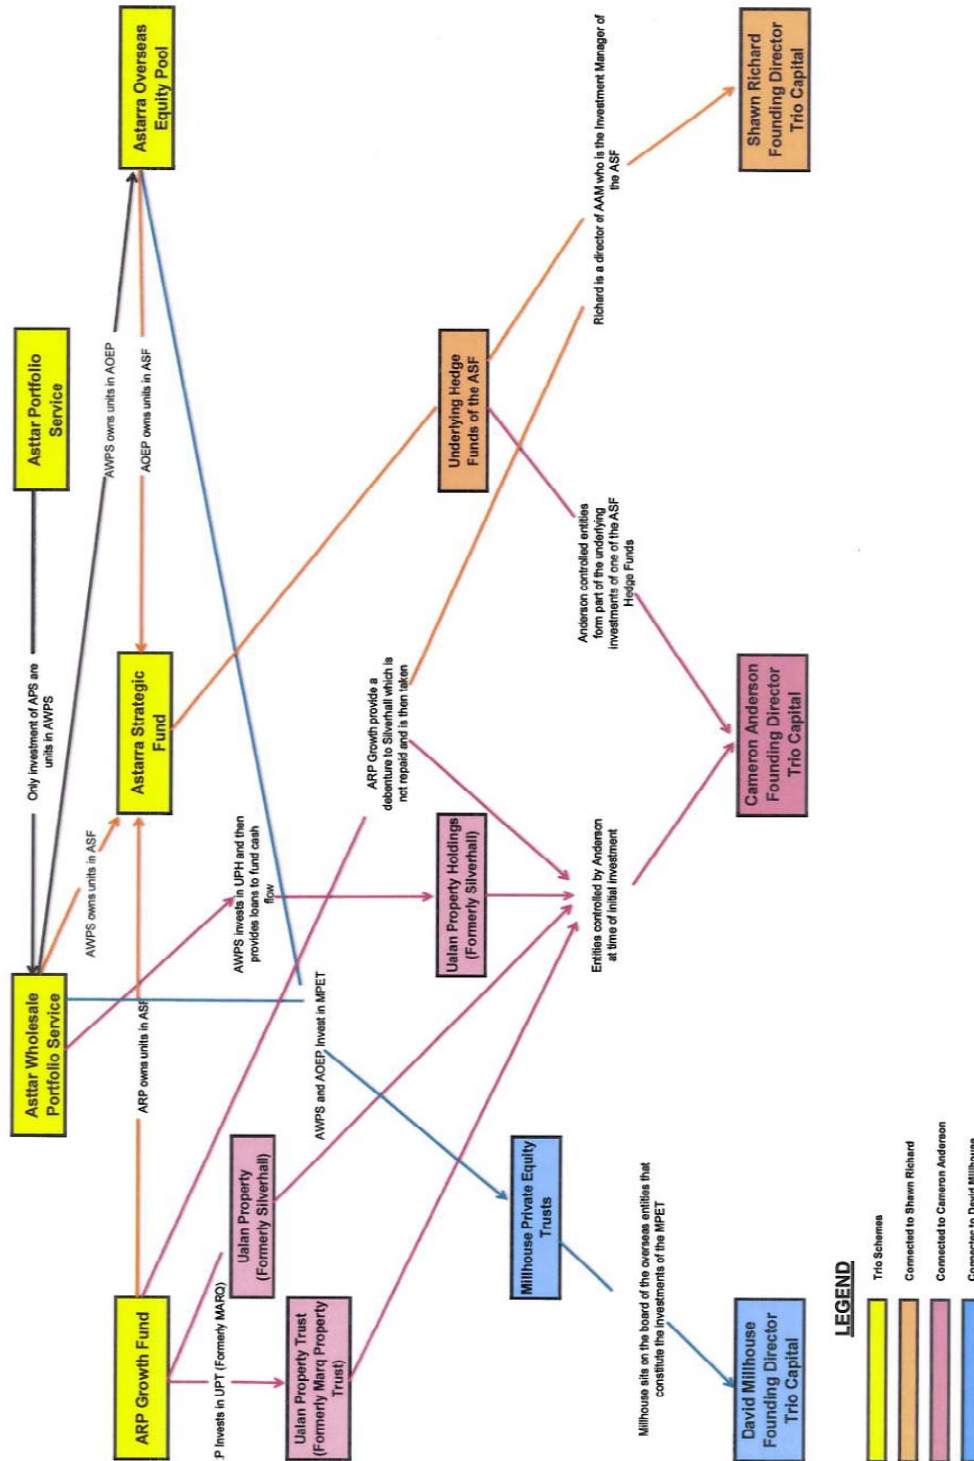 Asttar Portfolio
Service
Only investment of APS are
units in AWPS
Asttar Wholesale
Portfolio Service
AWPS owns units in AOEP
Astarra Overseas
Equity Pool
AOEP owns units in ASF
Astarra Strategic
Fund
AWPS owns units in ASF
ARP owns units in ASF
ARP Growth Fund
P Invests in UPT (Formerly MARQ)
Ualan Property
(Formerly Silverhall)
Ualan Property Trust
(Formerly Marq Property
Trust)
AWPS invests in UPH and then
provides loans to fund cash
flow
AWPS and AOEP Invest in MPET
ARP Growth provide a
debenture to Silverhall which is
not repaid and is then taken
Ualan Property Holdings
(Formerly Silverhall)
Underlying Hedge
Funds of the ASF
Millhouse Private Equity
Trusts
Entities controlled by Anderson
at time of initial investment
Anderson controlled entities
form part of the underlying
investments of one of the ASF
Hedge Funds
Richard is a director of AAM who is the Investment Manager of
the ASF
Millhouse sits on the board of the overseas entities that
constitute the investments of the MPET
David Millhouse
Founding Director
Trio Capital
Cameron Anderson
Founding Director
Trio Capital
Shawn Richard
Founding Director
Trio Capital
LEGEND
Trio Schemes
Connected to Shawn Richard
Connected to Cameron Anderson
Connected to David Millhouse